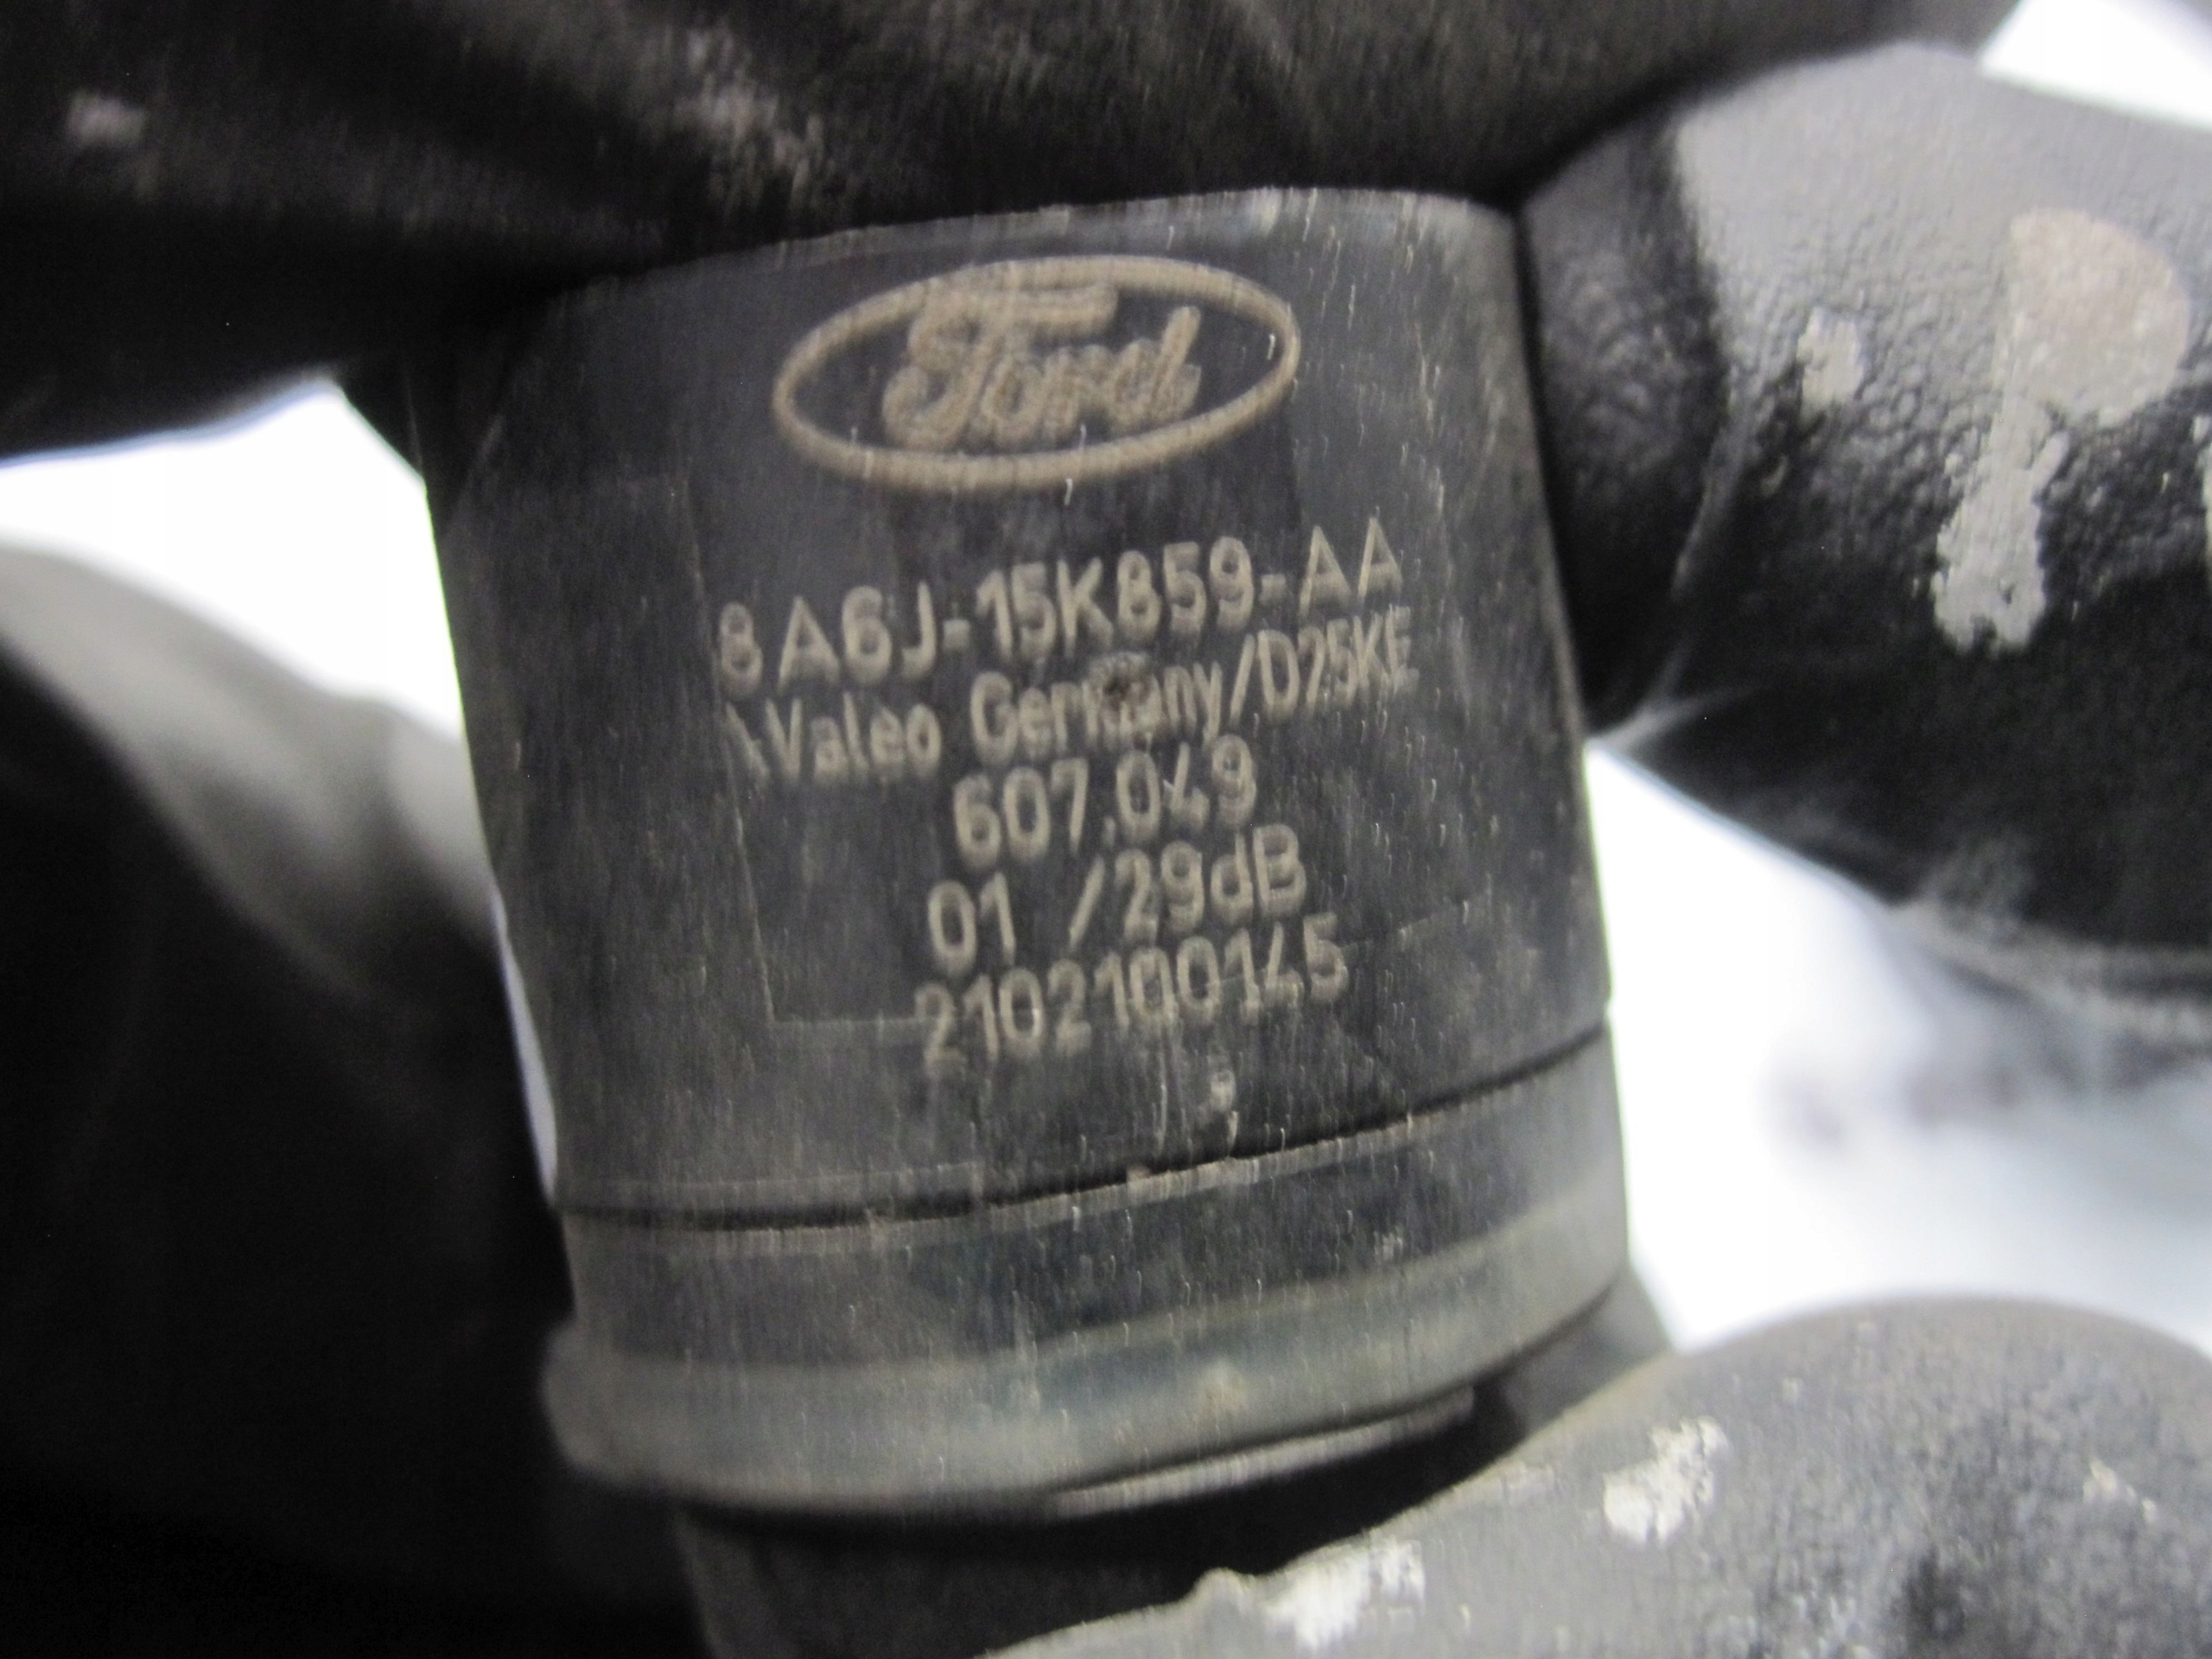 Ford
8A6J-15K859-AA
\Valeo Germany/D25KE
607.049
01 /29dB
2102100145